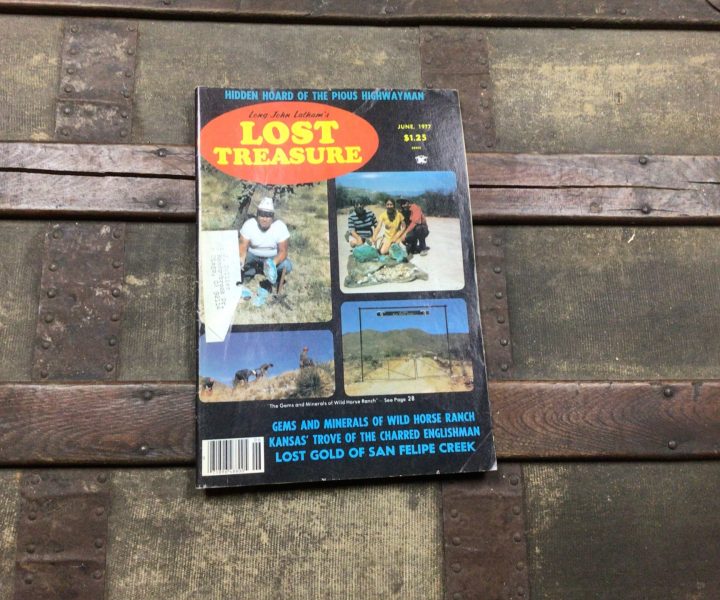 HIDDEN HOARD OF THE PIOUS HIGHWAYMAN
Long John Latham's
LOST
TREASURE
JUNE, 1977
$1.25
"The Gems and Minerals of Wild Horse Ranch" - See Page 28
GEMS AND MINERALS OF WILD HORSE RANCH
KANSAS' TROVE OF THE CHARRED ENGLISHMAN
LOST GOLD OF SAN FELIPE CREEK